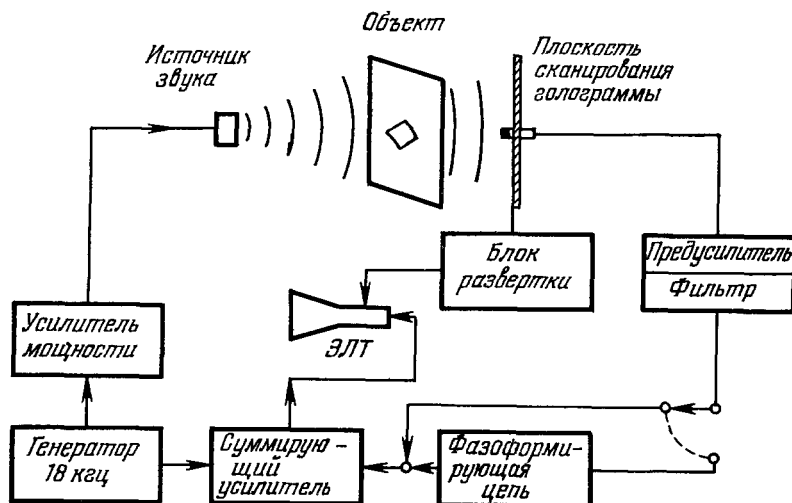 Объект
Источник
звука
Плоскость
сканирования
голограммы
Блок
развертки
Предусилитель
Фильтр
Усилитель
мощности
ЭЛТ
Генератор
18 кгц
Суммирую-
щий
усилитель
Фазоформи-
рующая
цепь